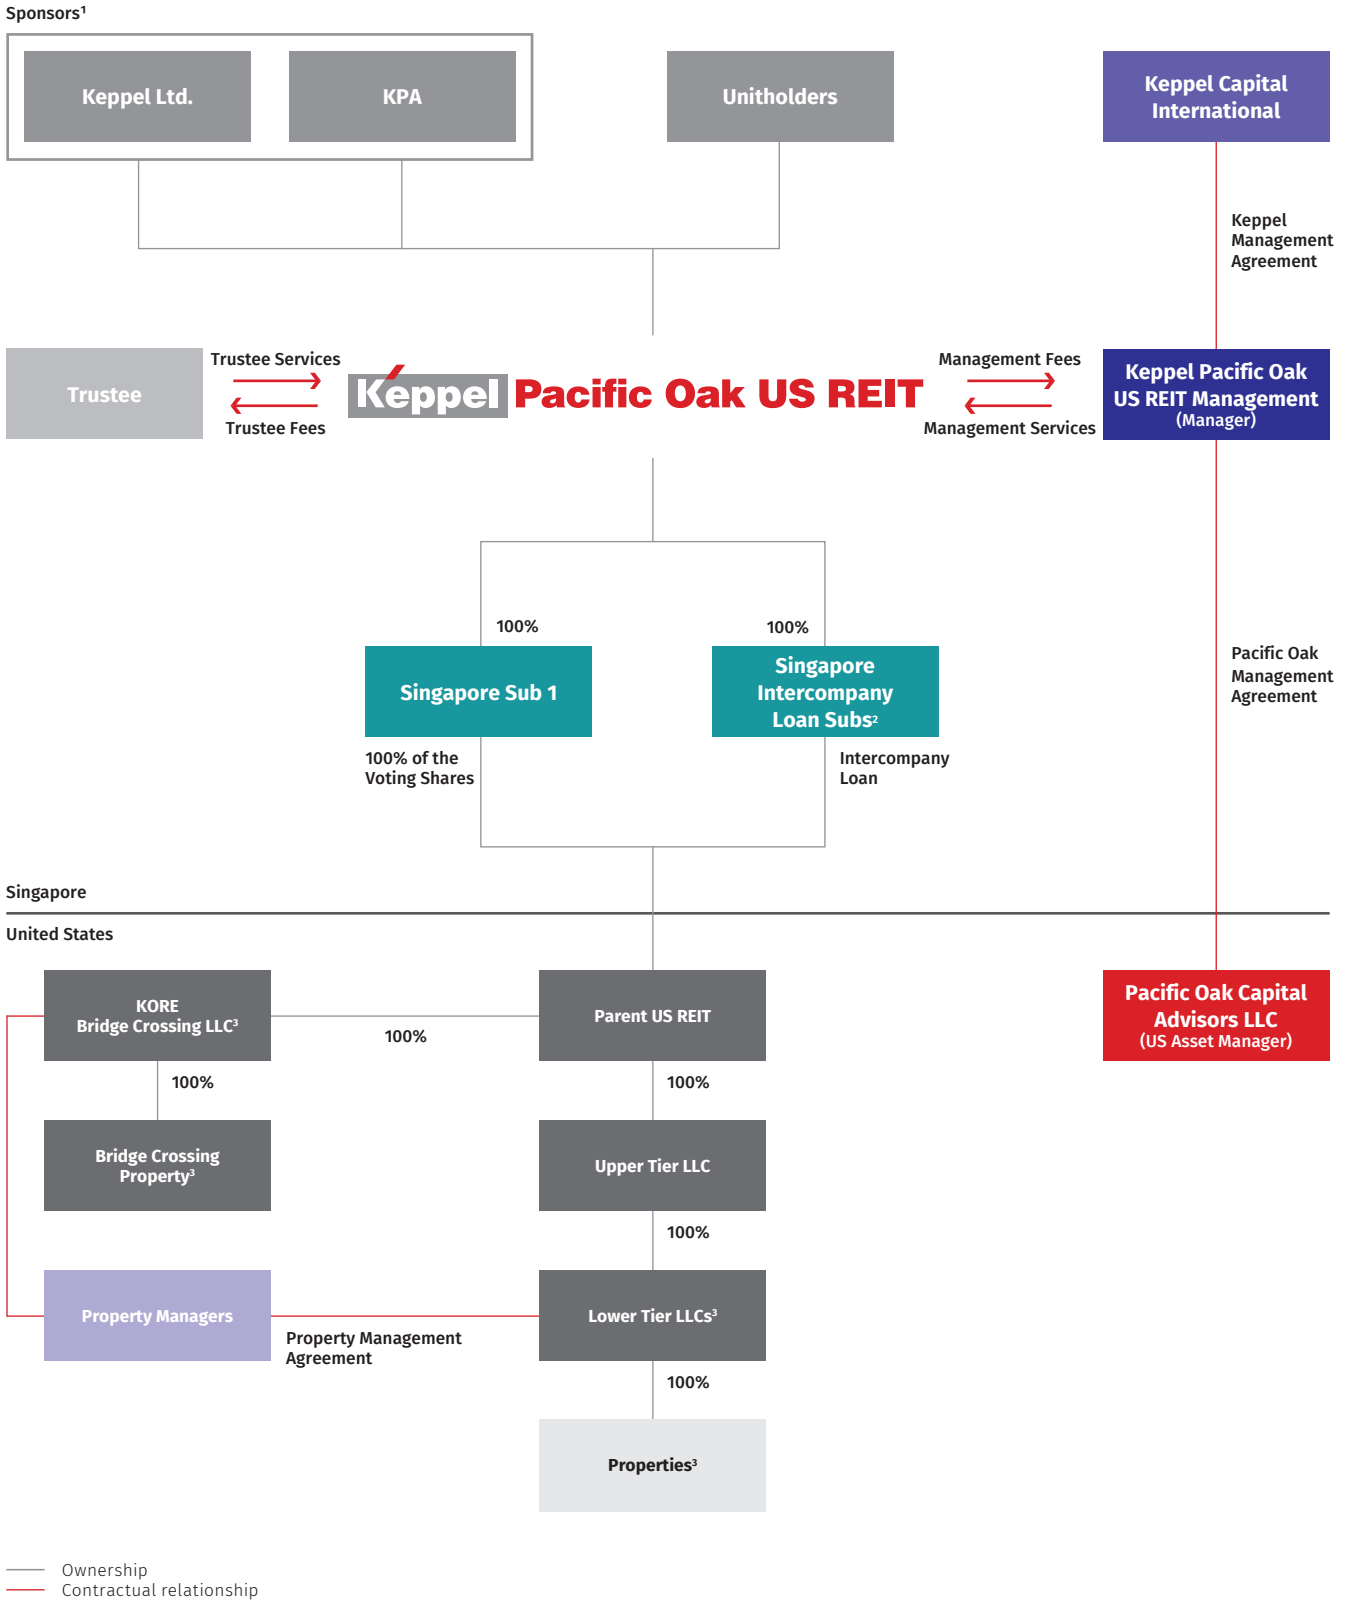 Sponsors¹
Keppel Ltd.
KPA
Unitholders
Keppel Capital
International
Keppel
Management
Agreement
Trustee
Trustee Services
Trustee Fees
Keppel Pacific Oak US REIT
Management Fees
Management Services
Keppel Pacific Oak
US REIT Management
(Manager)
100%
100%
Singapore Sub 1
Singapore
Intercompany
Loan Subs²
Pacific Oak
Management
Agreement
100% of the
Voting Shares
Intercompany
Loan
Singapore
United States
KORE
Bridge Crossing LLC³
100%
Parent US REIT
Pacific Oak Capital
Advisors LLC
(US Asset Manager)
100%
100%
Bridge Crossing
Property³
Upper Tier LLC
100%
Property Managers
Property Management
Agreement
Lower Tier LLCs³
100%
Properties³
Ownership
Contractual relationship